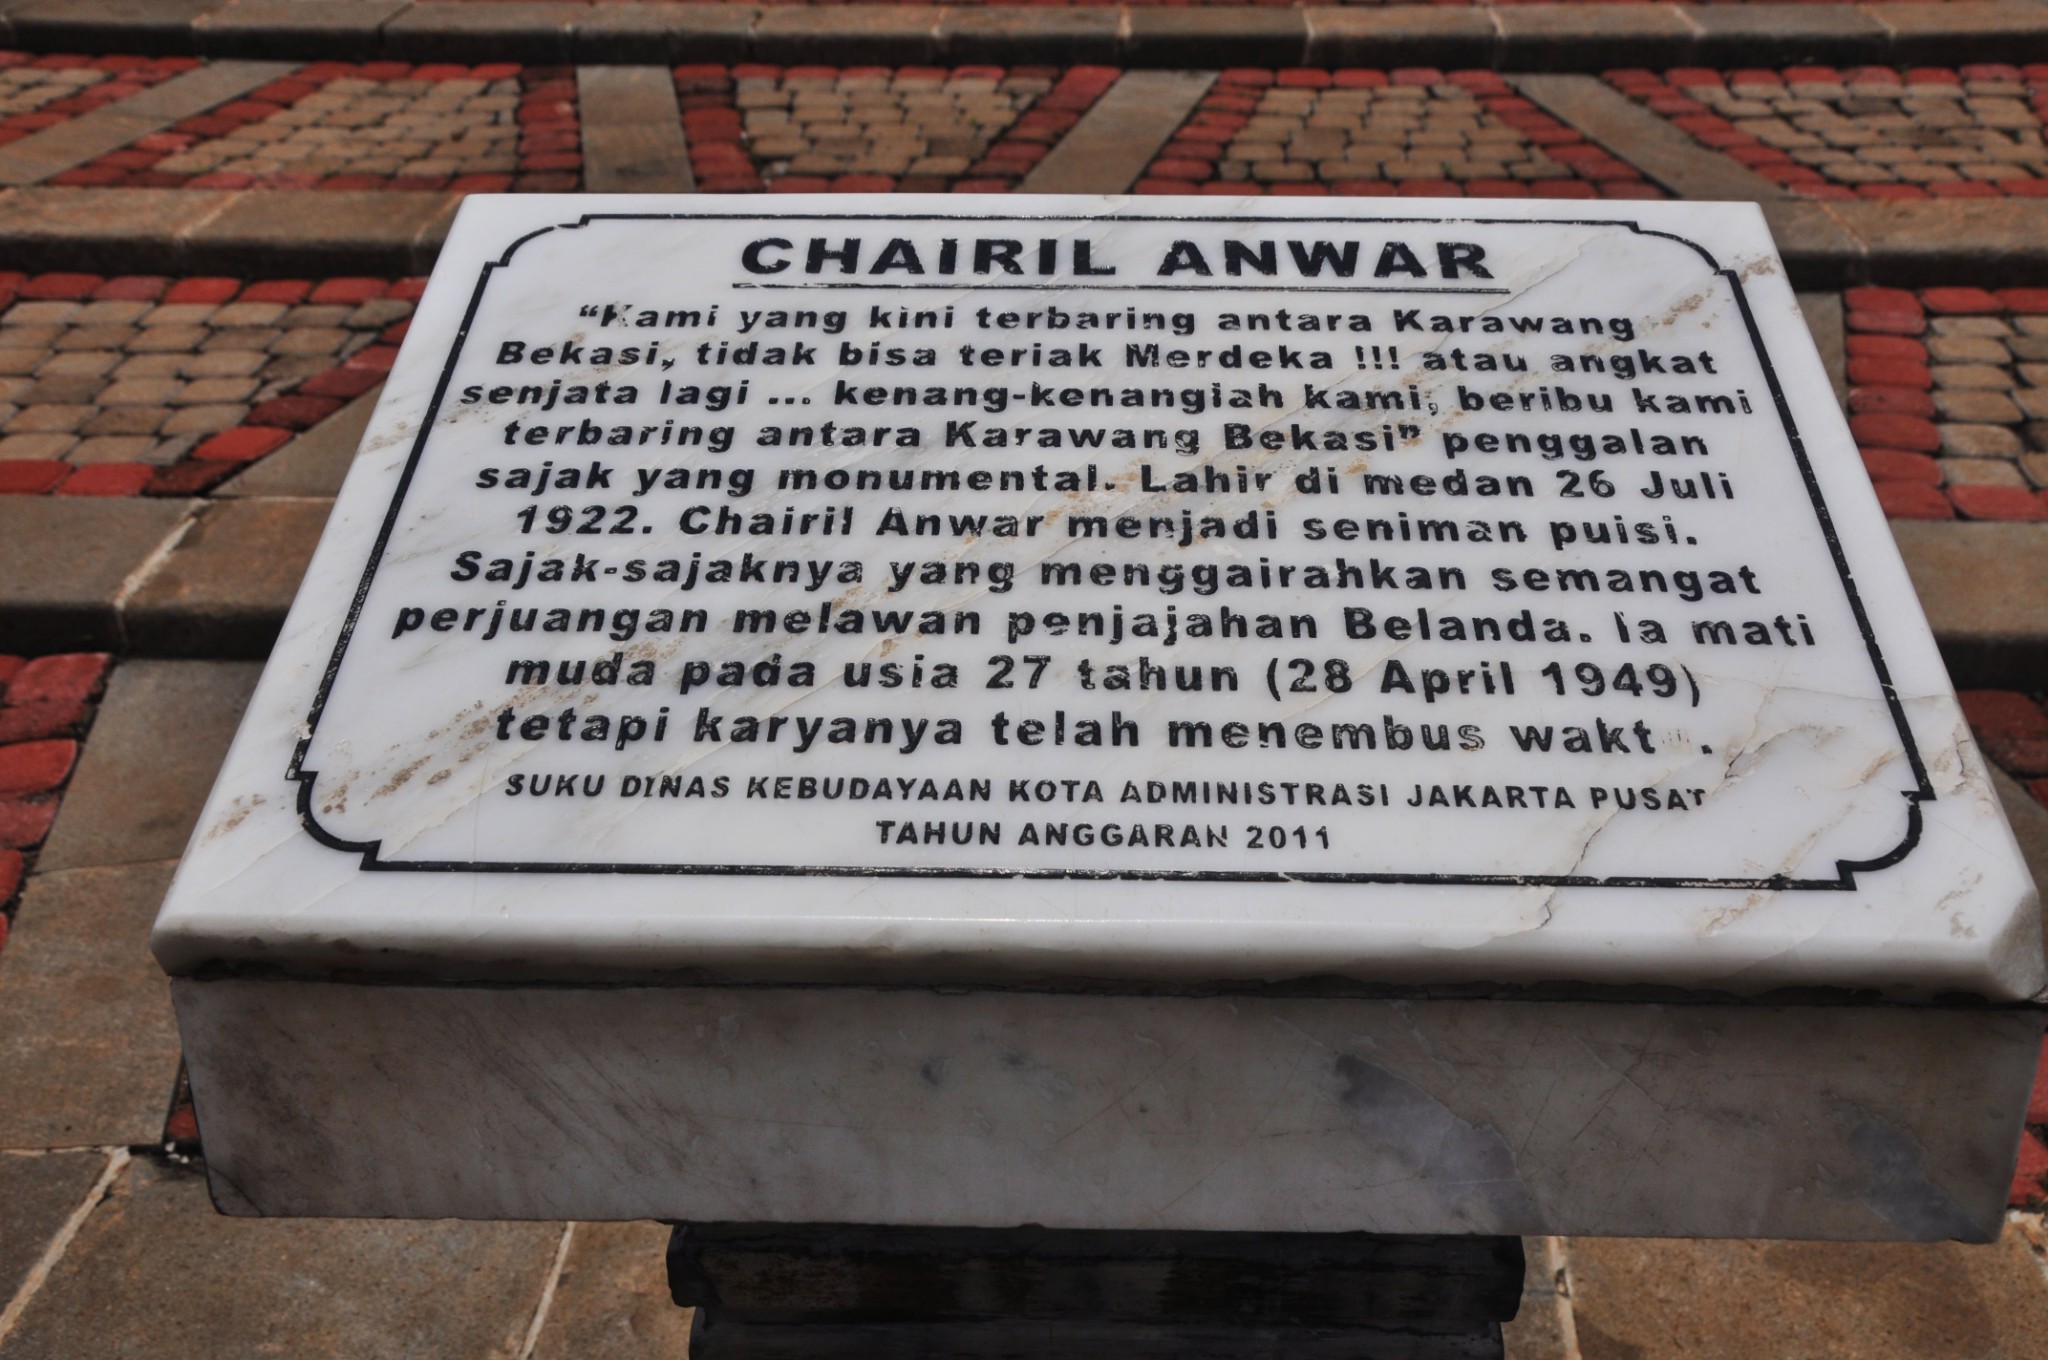 CHAIRIL ANWAR
“Kami yang kini terbaring antara Karawang
Bekasi, tidak bisa teriak Merdeka !!! atau angkat
senjata lagi ... kenang-kenanglah kami, beribu kami
terbaring antara Karawang Bekasi” penggalan
sajak yang monumental. Lahir di medan 26 Juli
1922. Chairil Anwar menjadi seniman puisi.
Sajak-sajaknya yang menggairahkan semangat
perjuangan melawan penjajahan Belanda. Ia mati
muda pada usia 27 tahun (28 April 1949)
tetapi karyanya telah menembus wakt .
SUKU DINAS KEBUDAYAAN KOTA ADMINISTRASI JAKARTA PUSAT
TAHUN ANGGARAN 2011